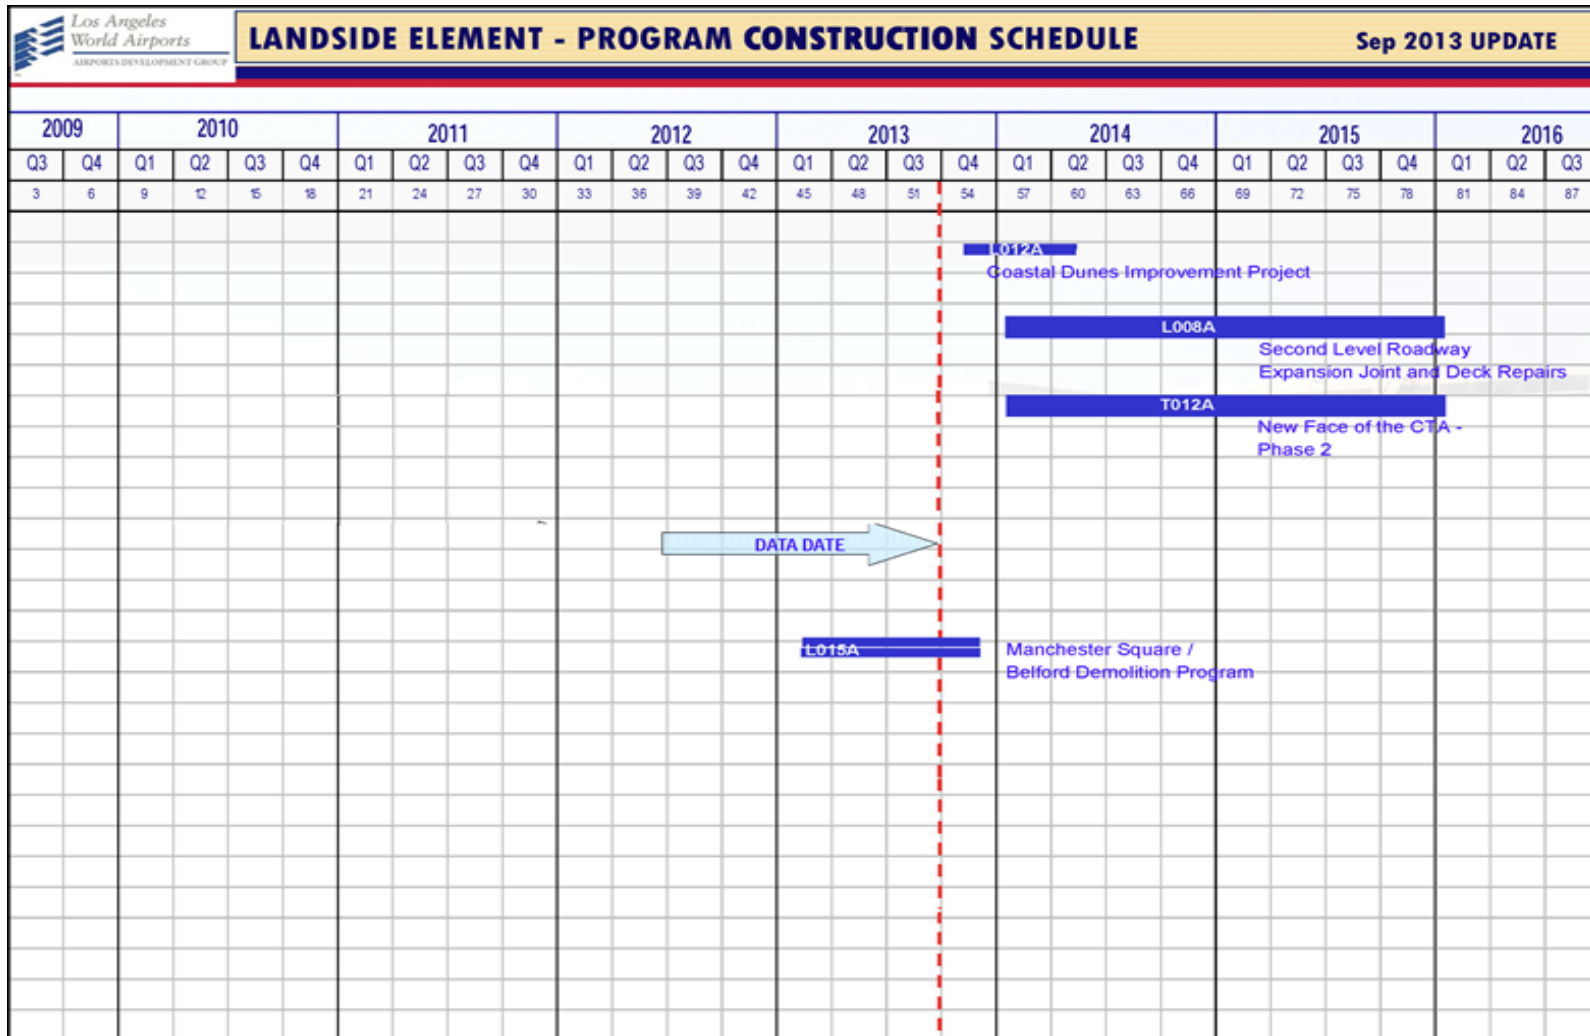 Los Angeles
World Airports
AIRPORTS DEVELOPMENT GROUP
LANDSIDE ELEMENT - PROGRAM CONSTRUCTION SCHEDULE Sep 2013 UPDATE
2009 2010 2011 2012 2013 2014 2015 2016
Q3 Q4 Q1 Q2 Q3 Q4 Q1 Q2 Q3 Q4 Q1 Q2 Q3 Q4 Q1 Q2 Q3 Q4 Q1 Q2 Q3 Q4 Q1 Q2 Q3 Q4 Q1 Q2 Q3
3 6 9 12 15 18 21 24 27 30 33 36 39 42 45 48 51 54 57 60 63 66 69 72 75 78 81 84 87
L012A
Coastal Dunes Improvement Project
L008A
Second Level Roadway
Expansion Joint and Deck Repairs
T012A
New Face of the CTA -
Phase 2
DATA DATE
L015A
Manchester Square /
Belford Demolition Program